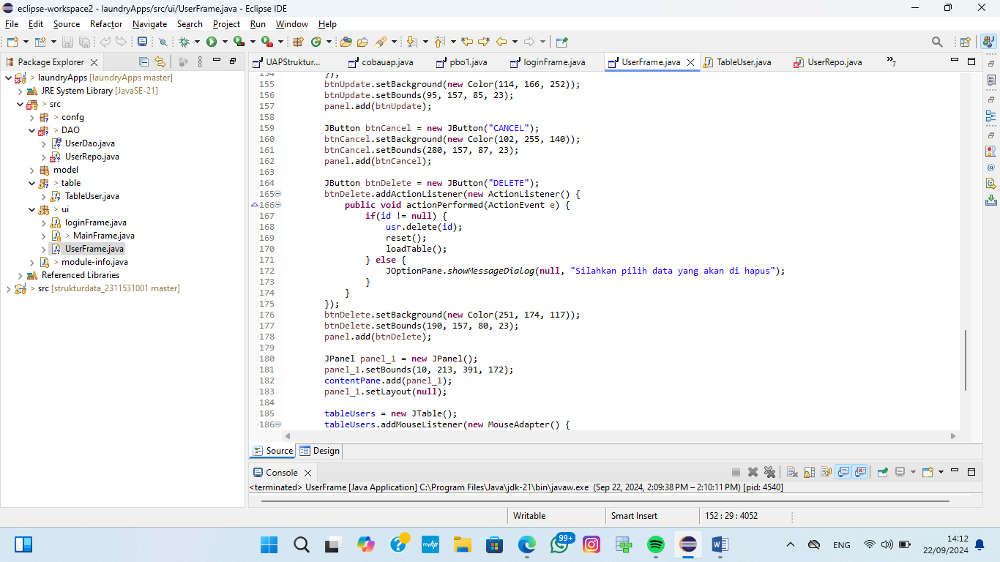 eclipse-workspace2 - laundryApps/src/ui/UserFrame.java - Eclipse IDE
File Edit Source Refactor Navigate Search Project Run Window Help
Package Explorer
laundryApps [laundryApps master]
JRE System Library [JavaSE-21]
> src
> confg
> DAO
UserDao.java
UserRepo.java
model
> table
TableUser.java
> ui
loginFrame.java
> MainFrame.java
UserFrame.java
> module-info.java
Referenced Libraries
> src [strukturdata_2311531001 master]
UAPStruktur... cobauap.java pbo1.java loginFrame.java UserFrame.java TableUser.java UserRepo.java 7
154 });
155 btnUpdate.setBackground(new Color(114, 166, 252));
156 btnUpdate.setBounds(95, 157, 85, 23);
157 panel.add(btnUpdate);
158
159 JButton btnCancel = new JButton("CANCEL");
160 btnCancel.setBackground(new Color(102, 255, 140));
161 btnCancel.setBounds(280, 157, 87, 23);
162 panel.add(btnCancel);
163
164 JButton btnDelete = new JButton("DELETE");
165 btnDelete.addActionListener(new ActionListener() {
166 public void actionPerformed(ActionEvent e) {
167 if(id != null) {
168 usr.delete(id);
169 reset();
170 loadTable();
171 } else {
172 JOptionPane.showMessageDialog(null, "Silahkan pilih data yang akan di hapus");
173 }
174 }
175 });
176 btnDelete.setBackground(new Color(251, 174, 117));
177 btnDelete.setBounds(190, 157, 80, 23);
178 panel.add(btnDelete);
179
180 JPanel panel_1 = new JPanel();
181 panel_1.setBounds(10, 213, 391, 172);
182 contentPane.add(panel_1);
183 panel_1.setLayout(null);
184
185 tableUsers = new JTable();
186 tableUsers.addMouseListener(new MouseAdapter() {
Source Design
Console
<terminated> UserFrame [Java Application] C:\Program Files\Java\jdk-21\bin\javaw.exe (Sep 22, 2024, 2:09:38 PM – 2:10:11 PM) [pid: 4540]
Writable Smart Insert 152 : 29 : 4052
myhp
99+
ENG
14:12
22/09/2024